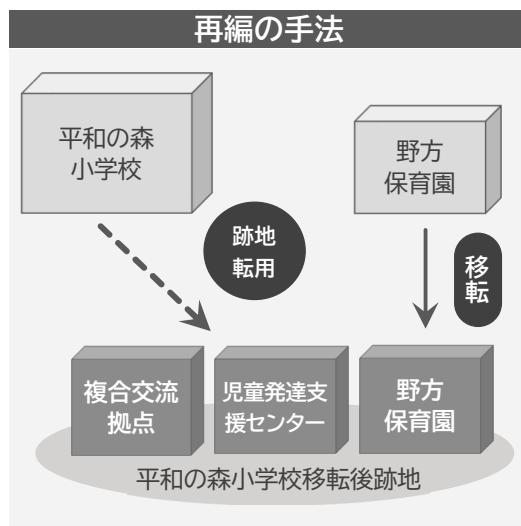 再編の手法
平和の森
小学校
野方
保育園
跡地
転用
移転
複合交流
拠点
児童発達支
援センター
野方
保育園
平和の森小学校移転後跡地